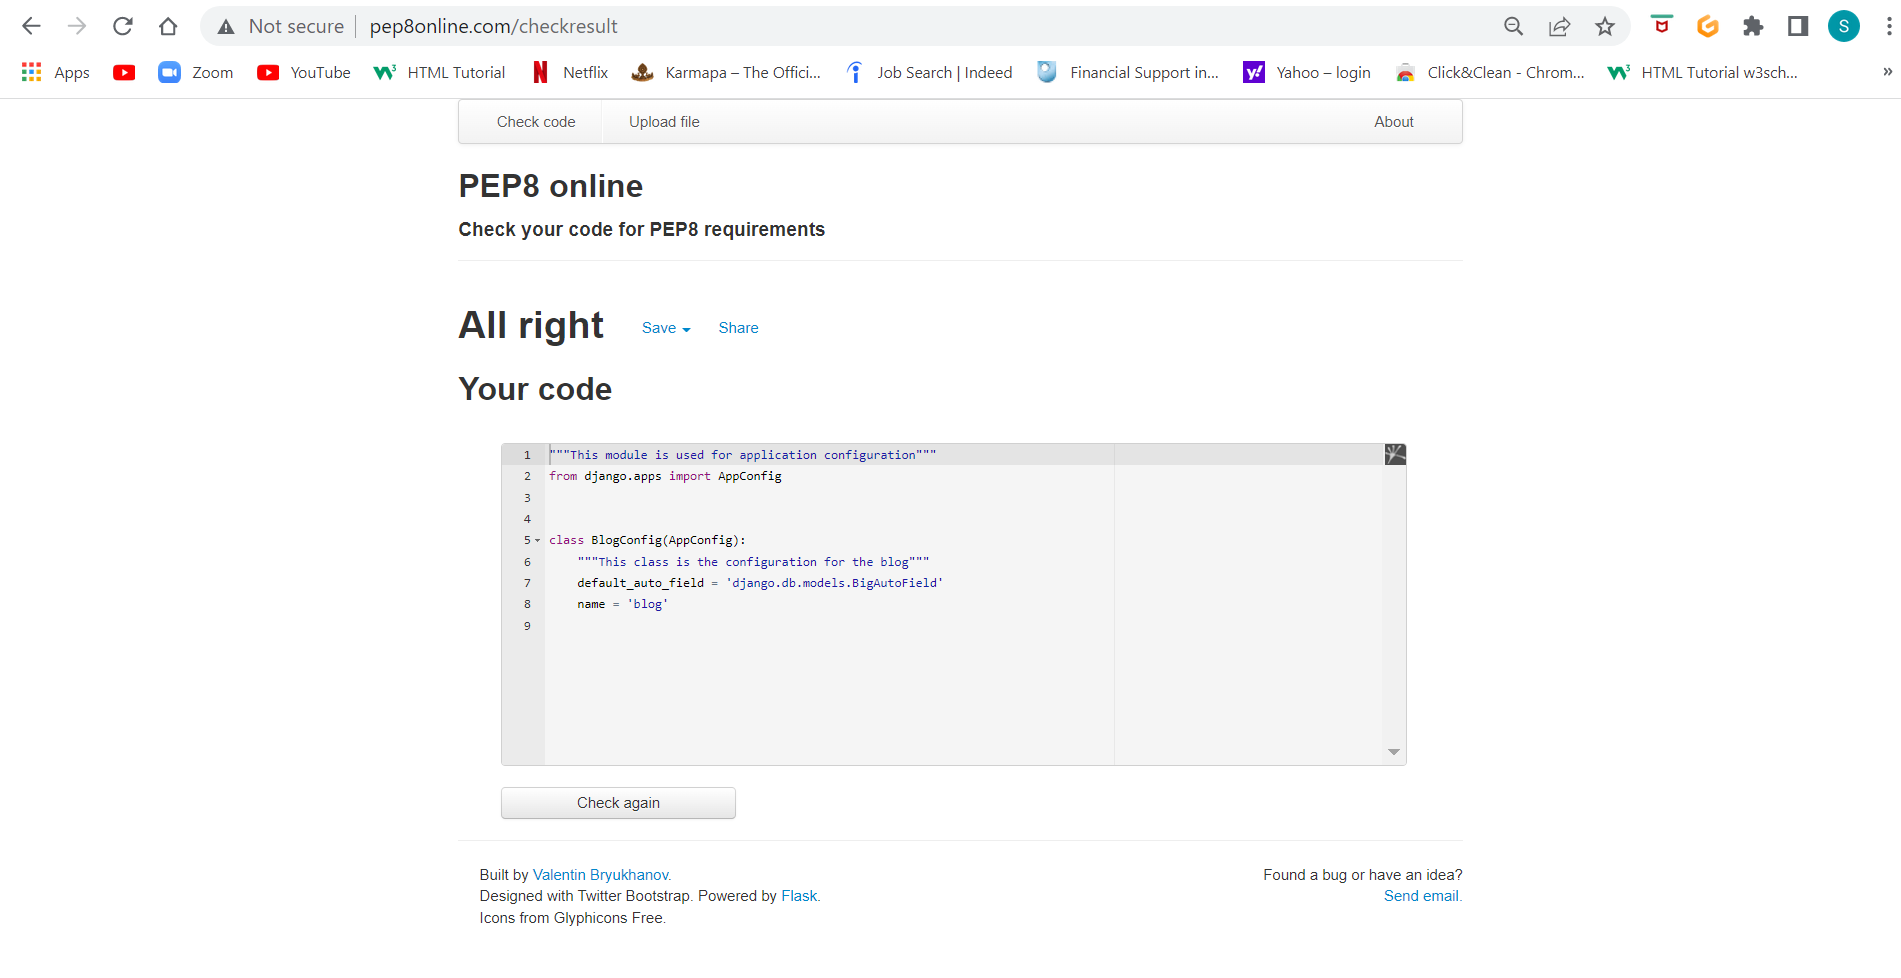 Not secure | pep8online.com/checkresult
S
Apps Zoom YouTube HTML Tutorial Netflix Karmapa – The Offici... Job Search | Indeed Financial Support in... Yahoo – login Click&Clean - Chrom... HTML Tutorial w3sch... »
Check code Upload file About
PEP8 online
Check your code for PEP8 requirements
All right Save Share
Your code
1 """This module is used for application configuration"""
2 from django.apps import AppConfig
3
4
5 class BlogConfig(AppConfig):
6     """This class is the configuration for the blog"""
7     default_auto_field = 'django.db.models.BigAutoField'
8     name = 'blog'
9
Check again
Built by Valentin Bryukhanov. Found a bug or have an idea?
Designed with Twitter Bootstrap. Powered by Flask. Send email.
Icons from Glyphicons Free.